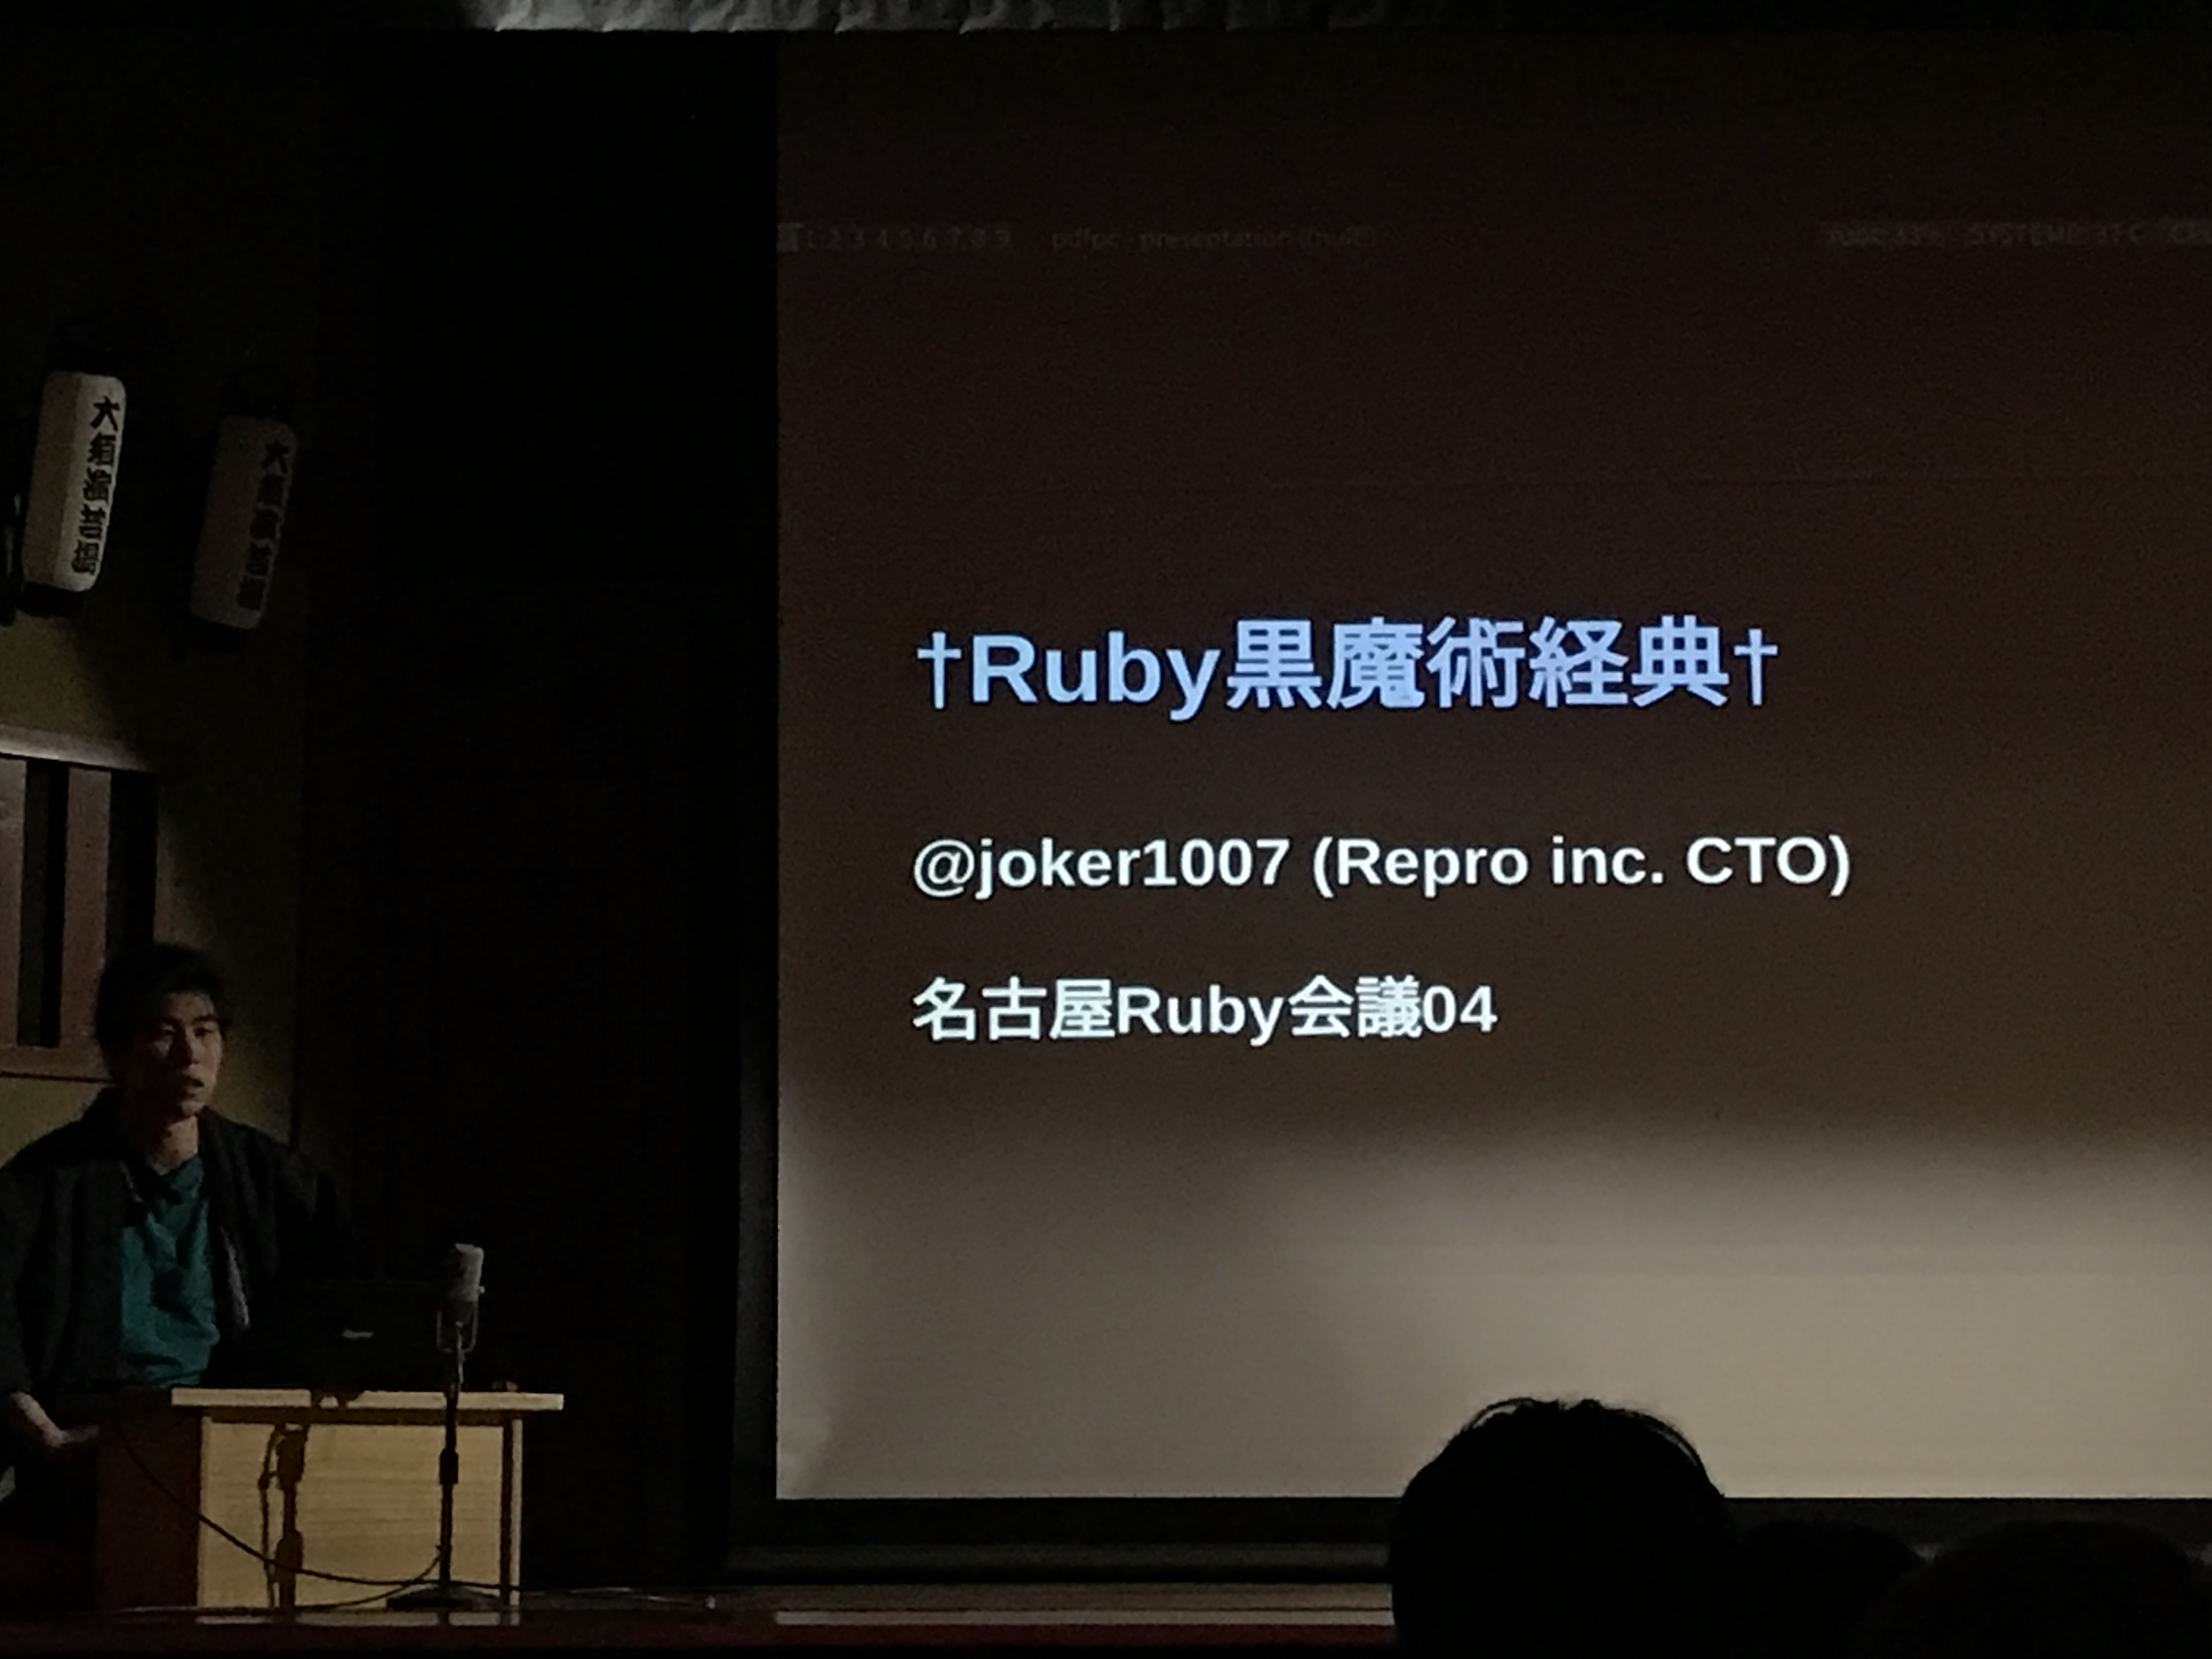 大須演芸場
大須演芸場
1 2 3 4 5 6 7 8 9 pdfpc - presentation ((null))
†Ruby黒魔術経典†
@joker1007 (Repro inc. CTO)
名古屋Ruby会議04